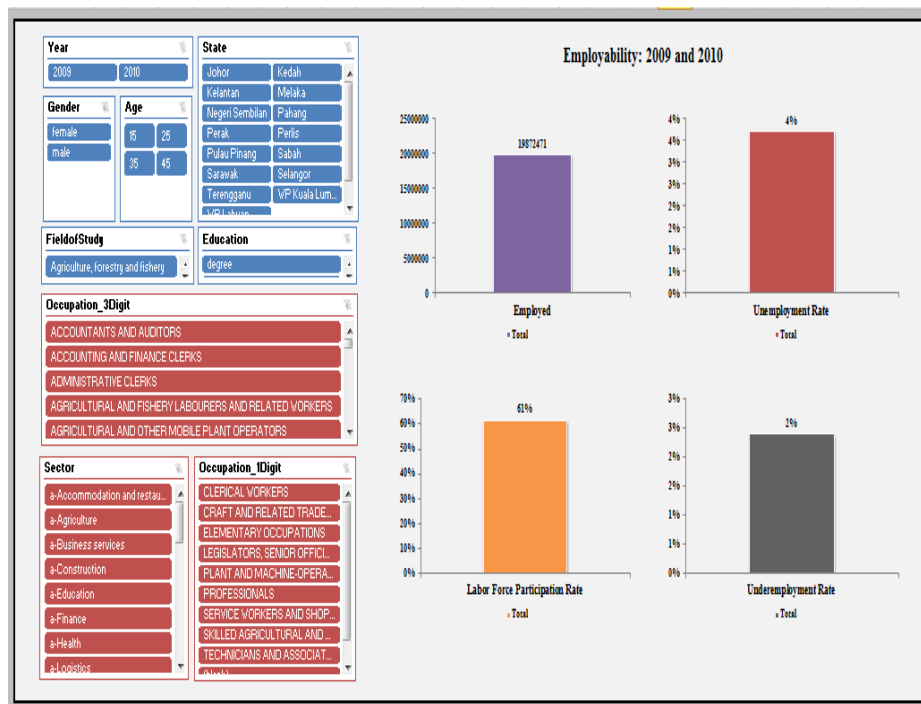 Year
2009 2010
State
Johor Kedah
Kelantan Melaka
Negeri Sembilan Pahang
Perak Perlis
Pulau Pinang Sabah
Sarawak Selangor
Terengganu WP Kuala Lum...
WP Labuan
Gender
female
male
Age
15 25
35 45
FieldofStudy
Agriculture, forestry and fishery
Education
degree
Occupation_3Digit
ACCOUNTANTS AND AUDITORS
ACCOUNTING AND FINANCE CLERKS
ADMINISTRATIVE CLERKS
AGRICULTURAL AND FISHERY LABOURERS AND RELATED WORKERS
AGRICULTURAL AND OTHER MOBILE PLANT OPERATORS
Sector
a-Accommodation and restau...
a-Agriculture
a-Business services
a-Construction
a-Education
a-Finance
a-Health
a-Logistics
Occupation_1Digit
CLERICAL WORKERS
CRAFT AND RELATED TRADE...
ELEMENTARY OCCUPATIONS
LEGISLATORS, SENIOR OFFICI...
PLANT AND MACHINE-OPERA...
PROFESSIONALS
SERVICE WORKERS AND SHOP...
SKILLED AGRICULTURAL AND ...
TECHNICIANS AND ASSOCIAT...
(blank)
Employability: 2009 and 2010
25000000
20000000
15000000
10000000
5000000
0
19872471
Employed
Total
4%
4%
3%
3%
2%
2%
1%
1%
0%
4%
Unemployment Rate
Total
70%
60%
50%
40%
30%
20%
10%
0%
61%
Labor Force Participation Rate
Total
3%
3%
2%
2%
1%
1%
0%
2%
Underemployment Rate
Total